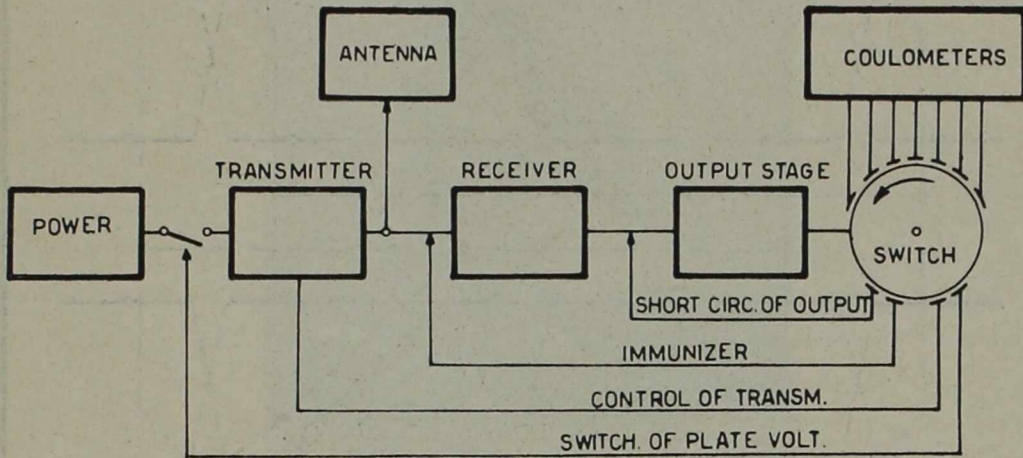 ANTENNA
COULOMETERS
TRANSMITTER
RECEIVER
OUTPUT STAGE
POWER
SWITCH
SHORT CIRC. OF OUTPUT
IMMUNIZER
CONTROL OF TRANSM.
SWITCH. OF PLATE VOLT.